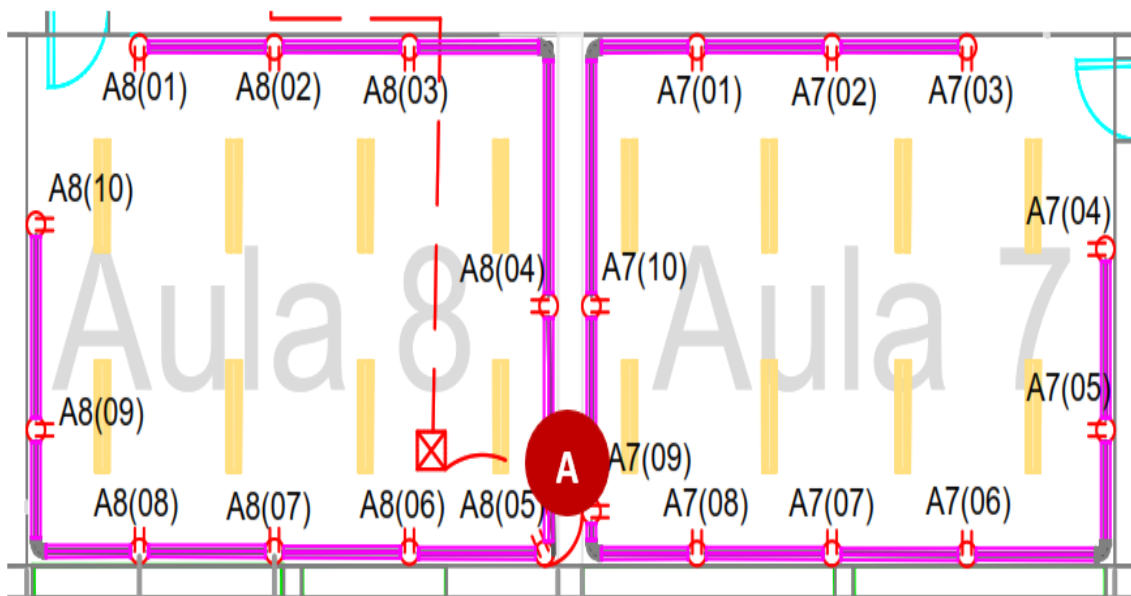 A8(01) A8(02) A8(03) A7(01) A7(02) A7(03)
A8(10) A7(04)
A8(04) A7(10)
Aula 8 Aula 7
A8(09) A7(05)
A A7(09)
A8(08) A8(07) A8(06) A8(05) A7(08) A7(07) A7(06)